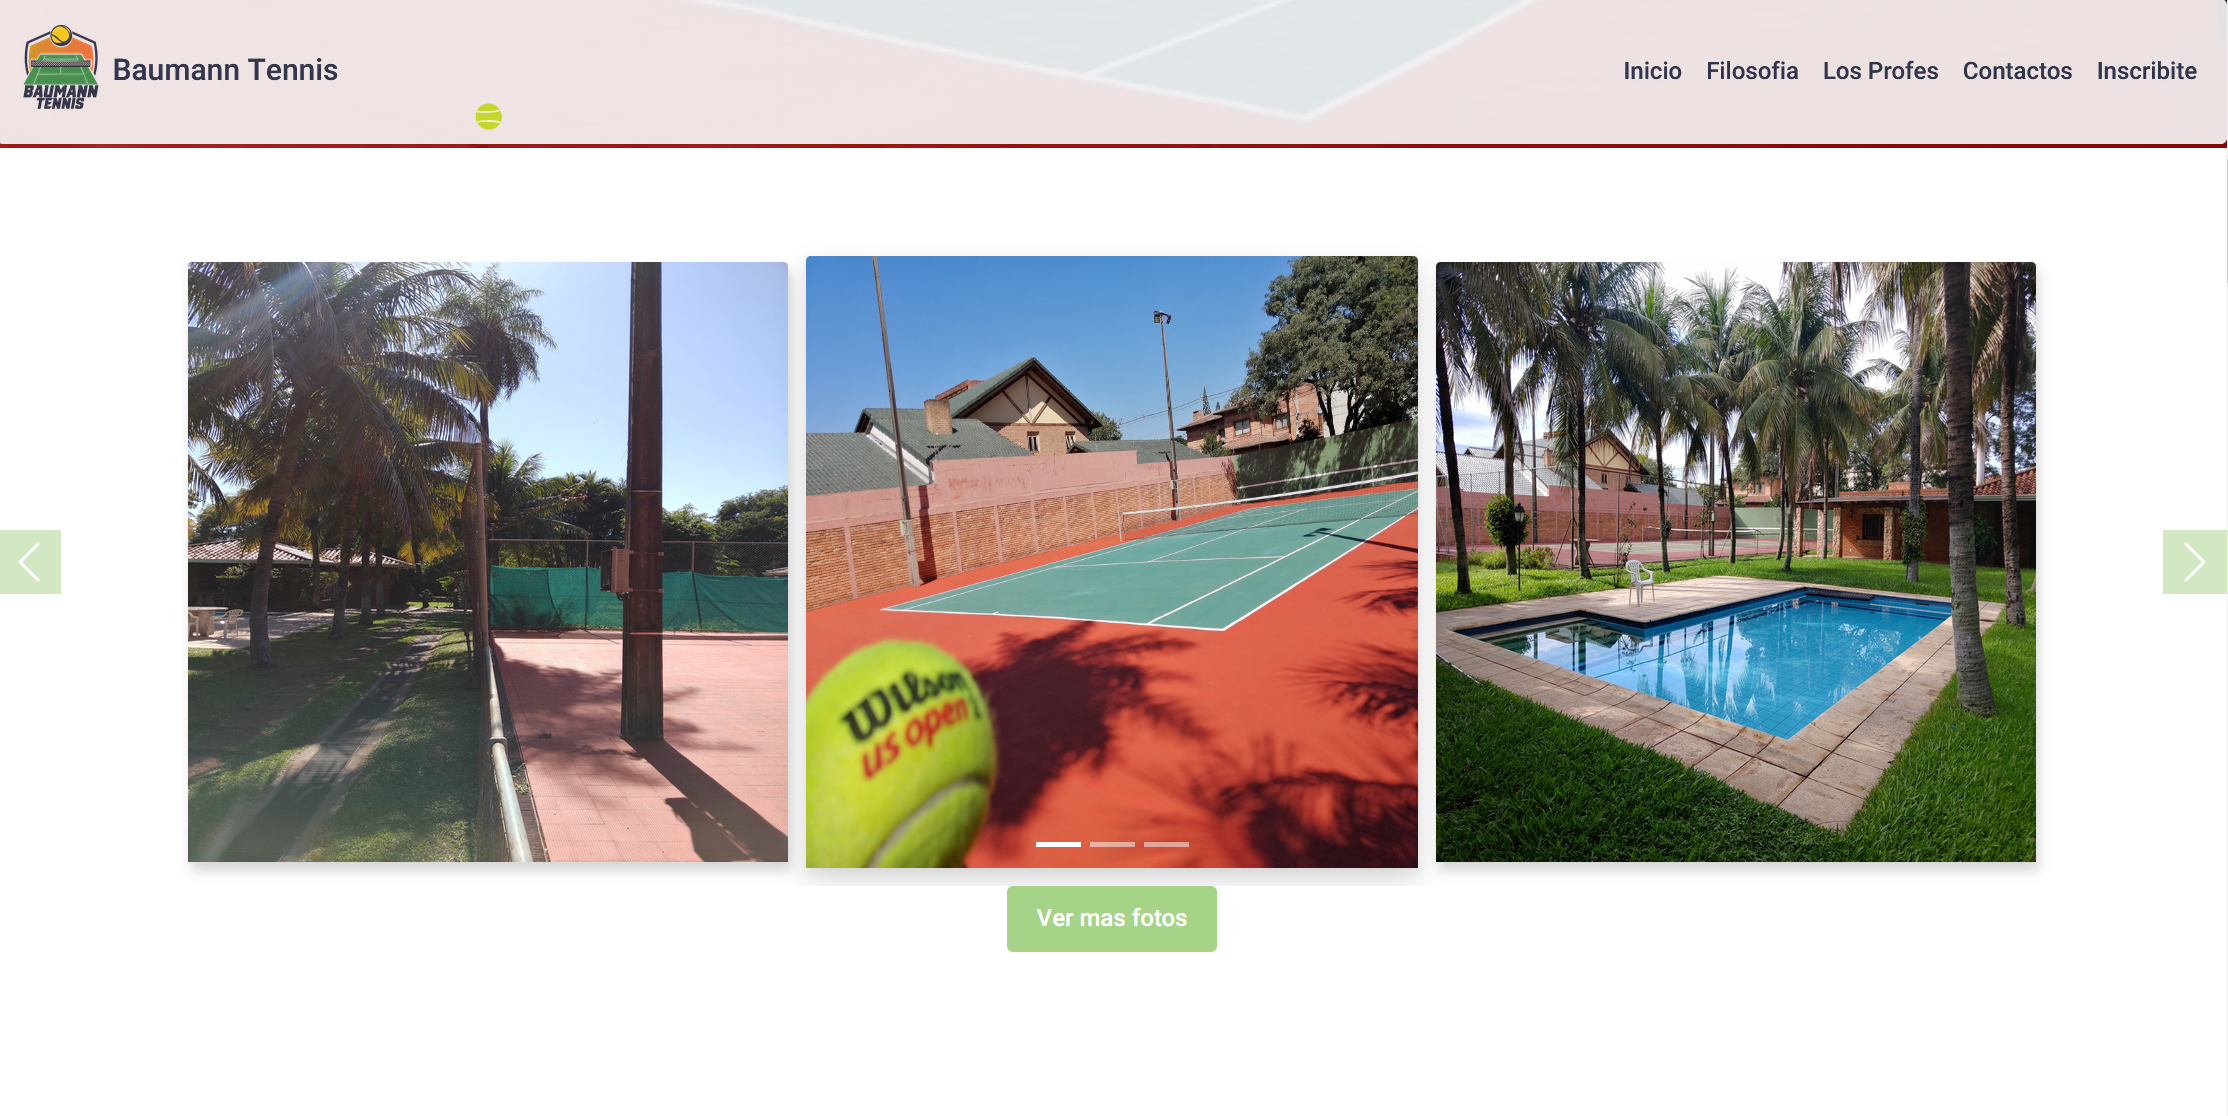 BAUMANN
TENNIS
Baumann Tennis
Inicio Filosofia Los Profes Contactos Inscribite
Wilson
us open
Ver mas fotos